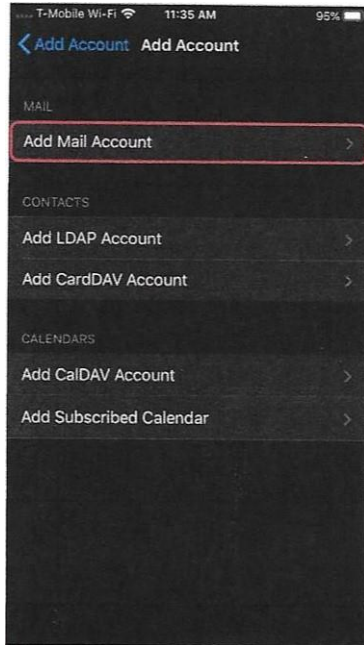 T-Mobile Wi-Fi 11:35 AM 95%
Add Account Add Account
MAIL
Add Mail Account
CONTACTS
Add LDAP Account
Add CardDAV Account
CALENDARS
Add CalDAV Account
Add Subscribed Calendar